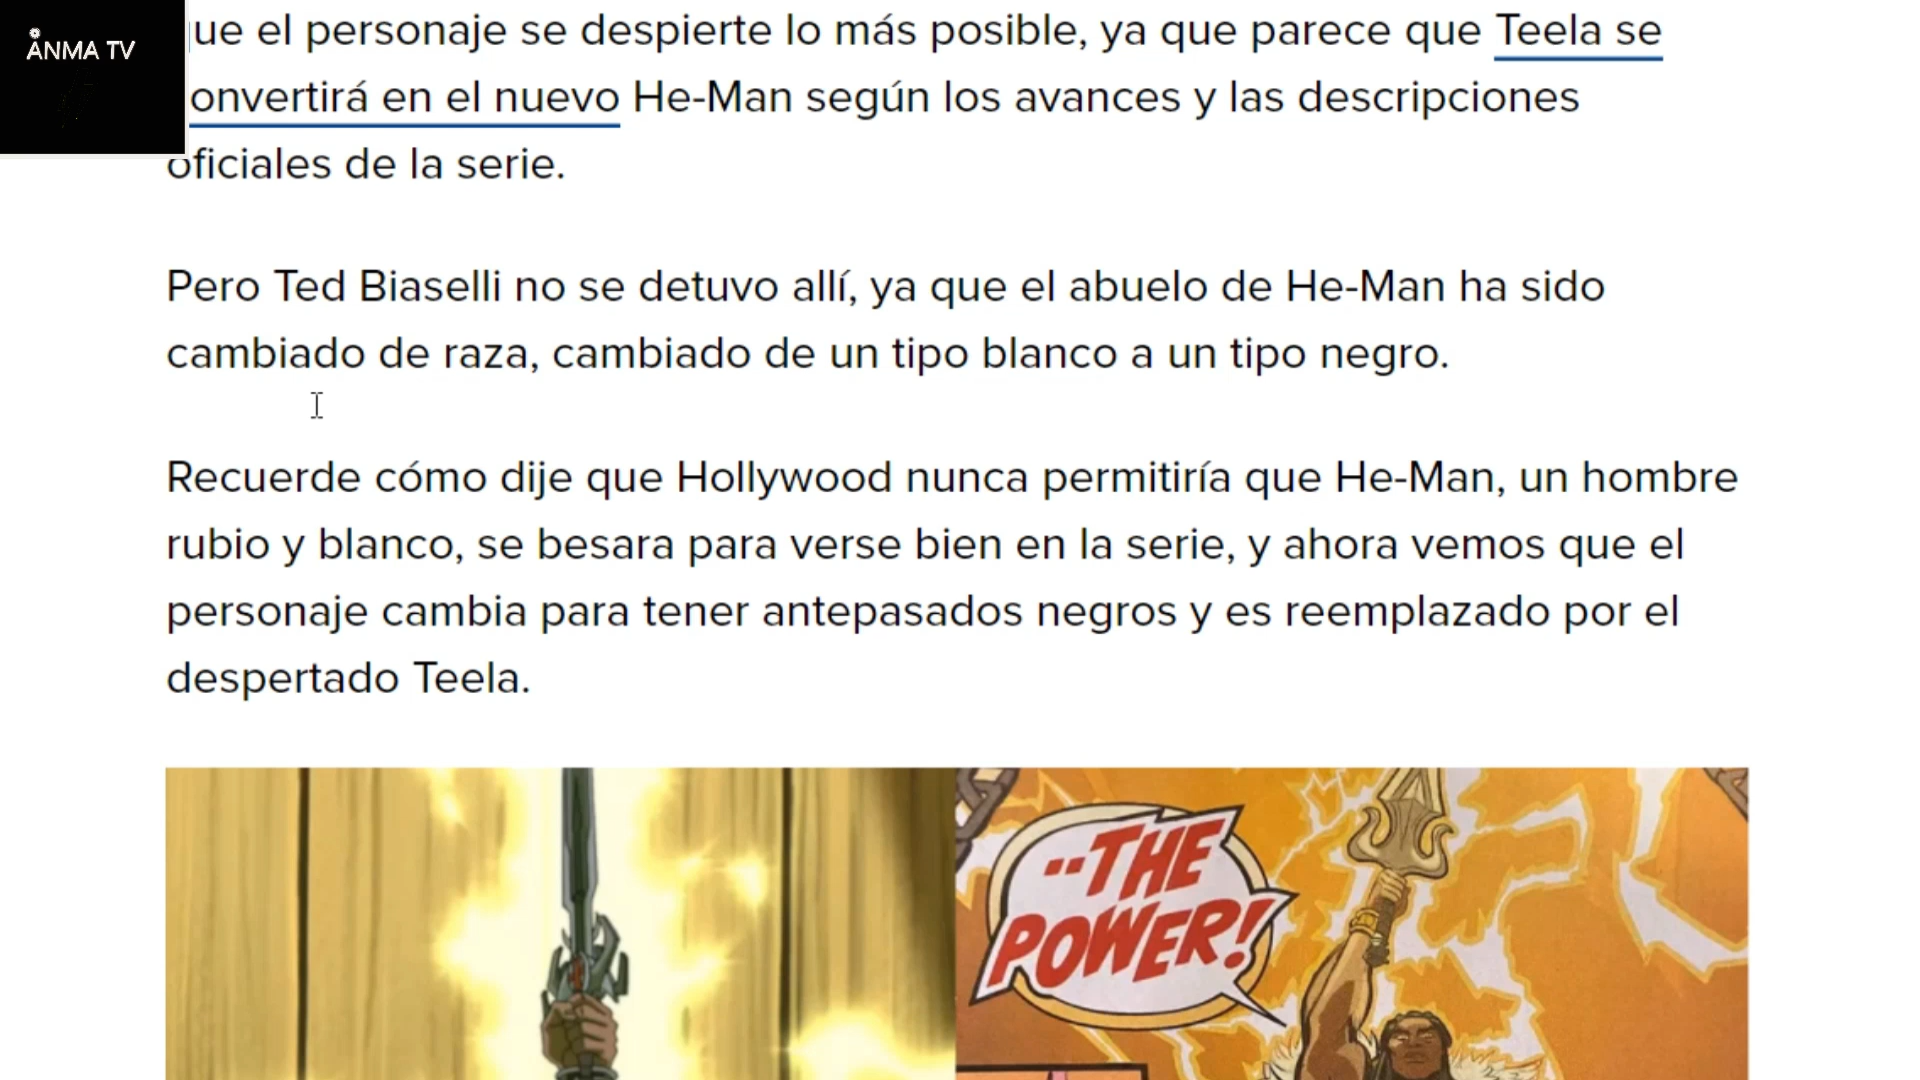 ANMA TV
ue el personaje se despierte lo más posible, ya que parece que Teela se
onvertirá en el nuevo He-Man según los avances y las descripciones
oficiales de la serie.
Pero Ted Biaselli no se detuvo allí, ya que el abuelo de He-Man ha sido
cambiado de raza, cambiado de un tipo blanco a un tipo negro.
Recuerde cómo dije que Hollywood nunca permitiría que He-Man, un hombre
rubio y blanco, se besara para verse bien en la serie, y ahora vemos que el
personaje cambia para tener antepasados negros y es reemplazado por el
despertado Teela.
--THE
POWER!